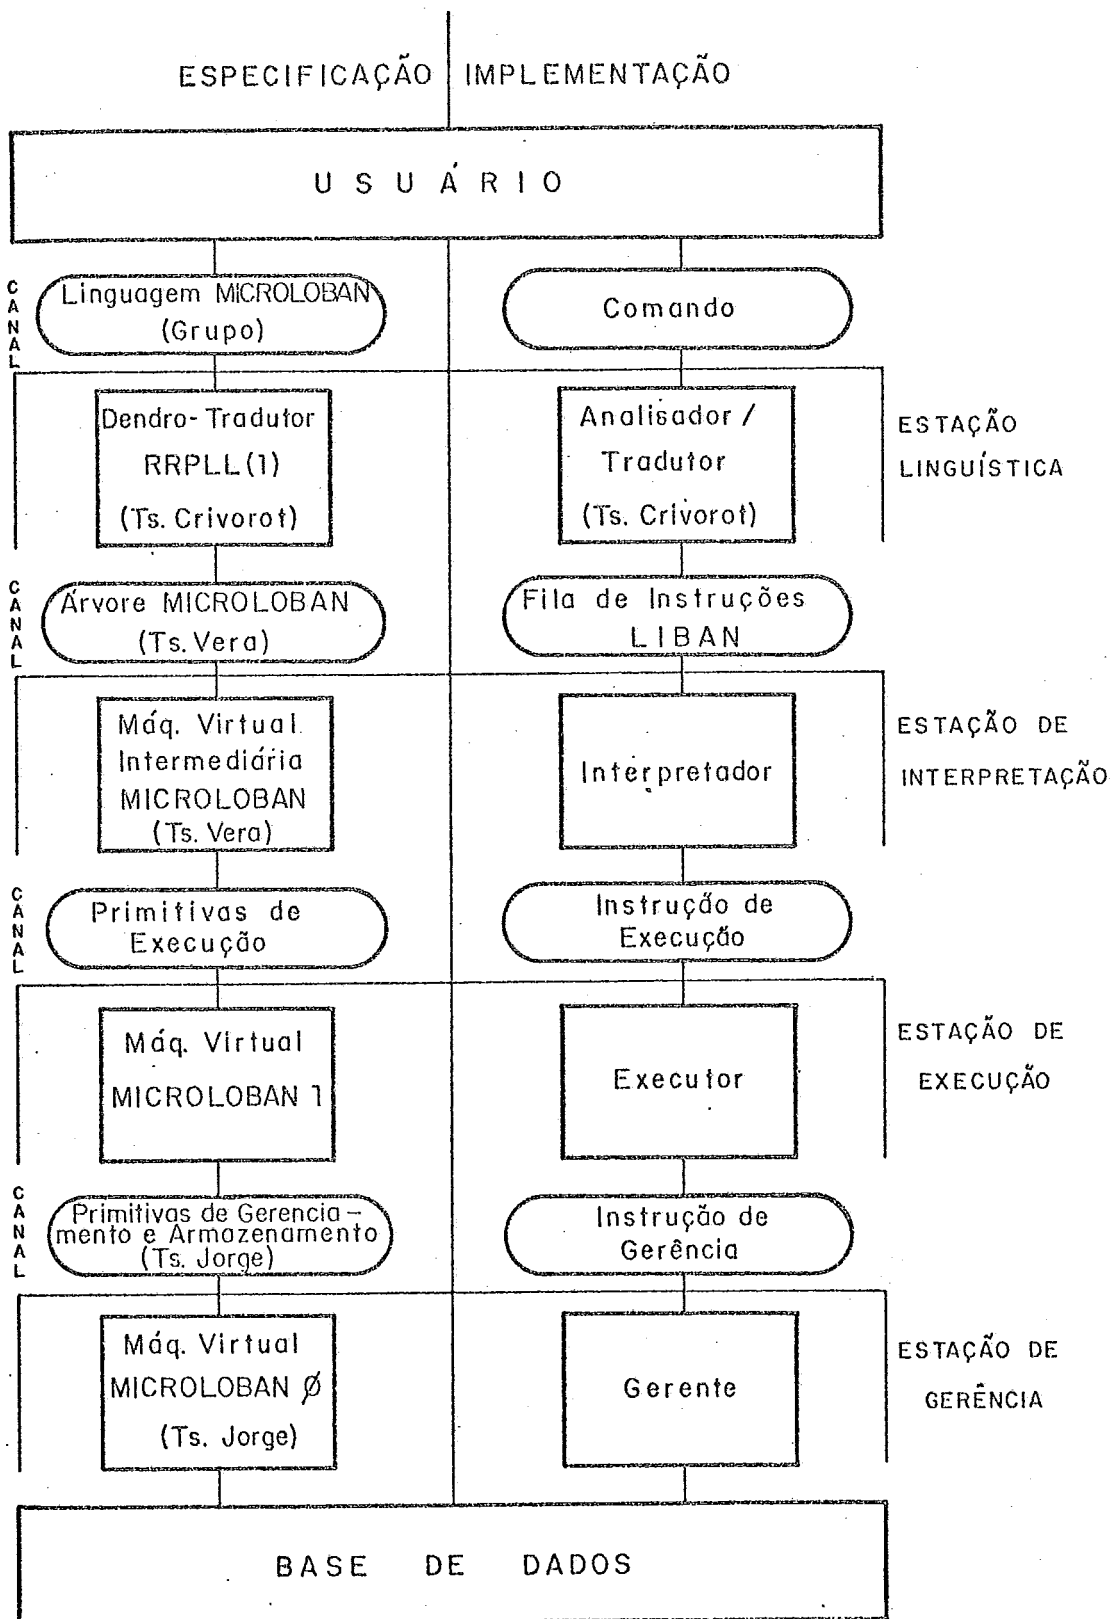 ESPECIFICAÇÃO IMPLEMENTAÇÃO
USUÁRIO
CANAL
Linguagem MICROLOBAN
(Grupo)
Comando
Dendro-Tradutor
RRPLL(1)
(Ts. Crivorot)
Analisador /
Tradutor
(Ts. Crivorot)
ESTAÇÃO
LINGUÍSTICA
CANAL
Árvore MICROLOBAN
(Ts. Vera)
Fila de Instruções
LIBAN
Máq. Virtual
Intermediária
MICROLOBAN
(Ts. Vera)
Interpretador
ESTAÇÃO DE
INTERPRETAÇÃO
CANAL
Primitivas de
Execução
Instrução de
Execução
Máq. Virtual
MICROLOBAN 1
Executor
ESTAÇÃO DE
EXECUÇÃO
CANAL
Primitivas de Gerencia-
mento e Armazenamento
(Ts. Jorge)
Instrução de
Gerência
Máq. Virtual
MICROLOBAN Ø
(Ts. Jorge)
Gerente
ESTAÇÃO DE
GERÊNCIA
BASE DE DADOS